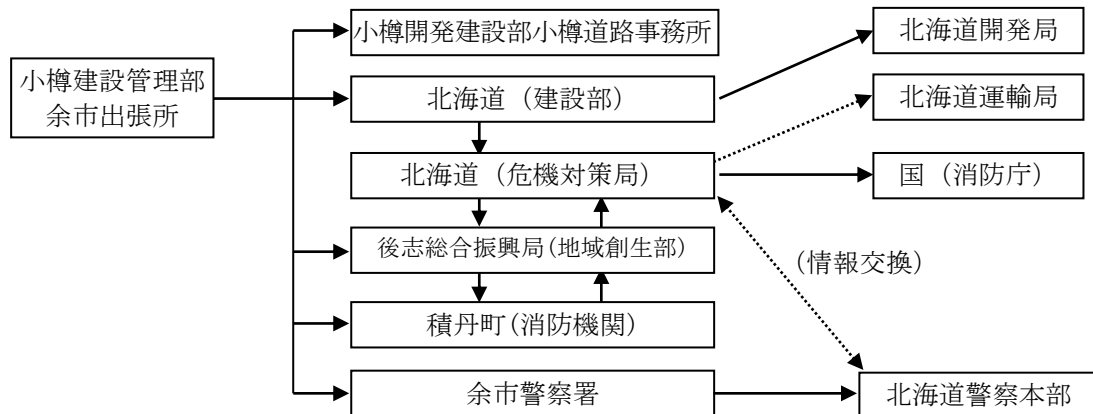 小樽建設管理部
余市出張所
小樽開発建設部小樽道路事務所
北海道（建設部）
北海道（危機対策局）
後志総合振興局(地域創生部)
積丹町(消防機関)
余市警察署
北海道開発局
北海道運輸局
国（消防庁）
（情報交換）
北海道警察本部